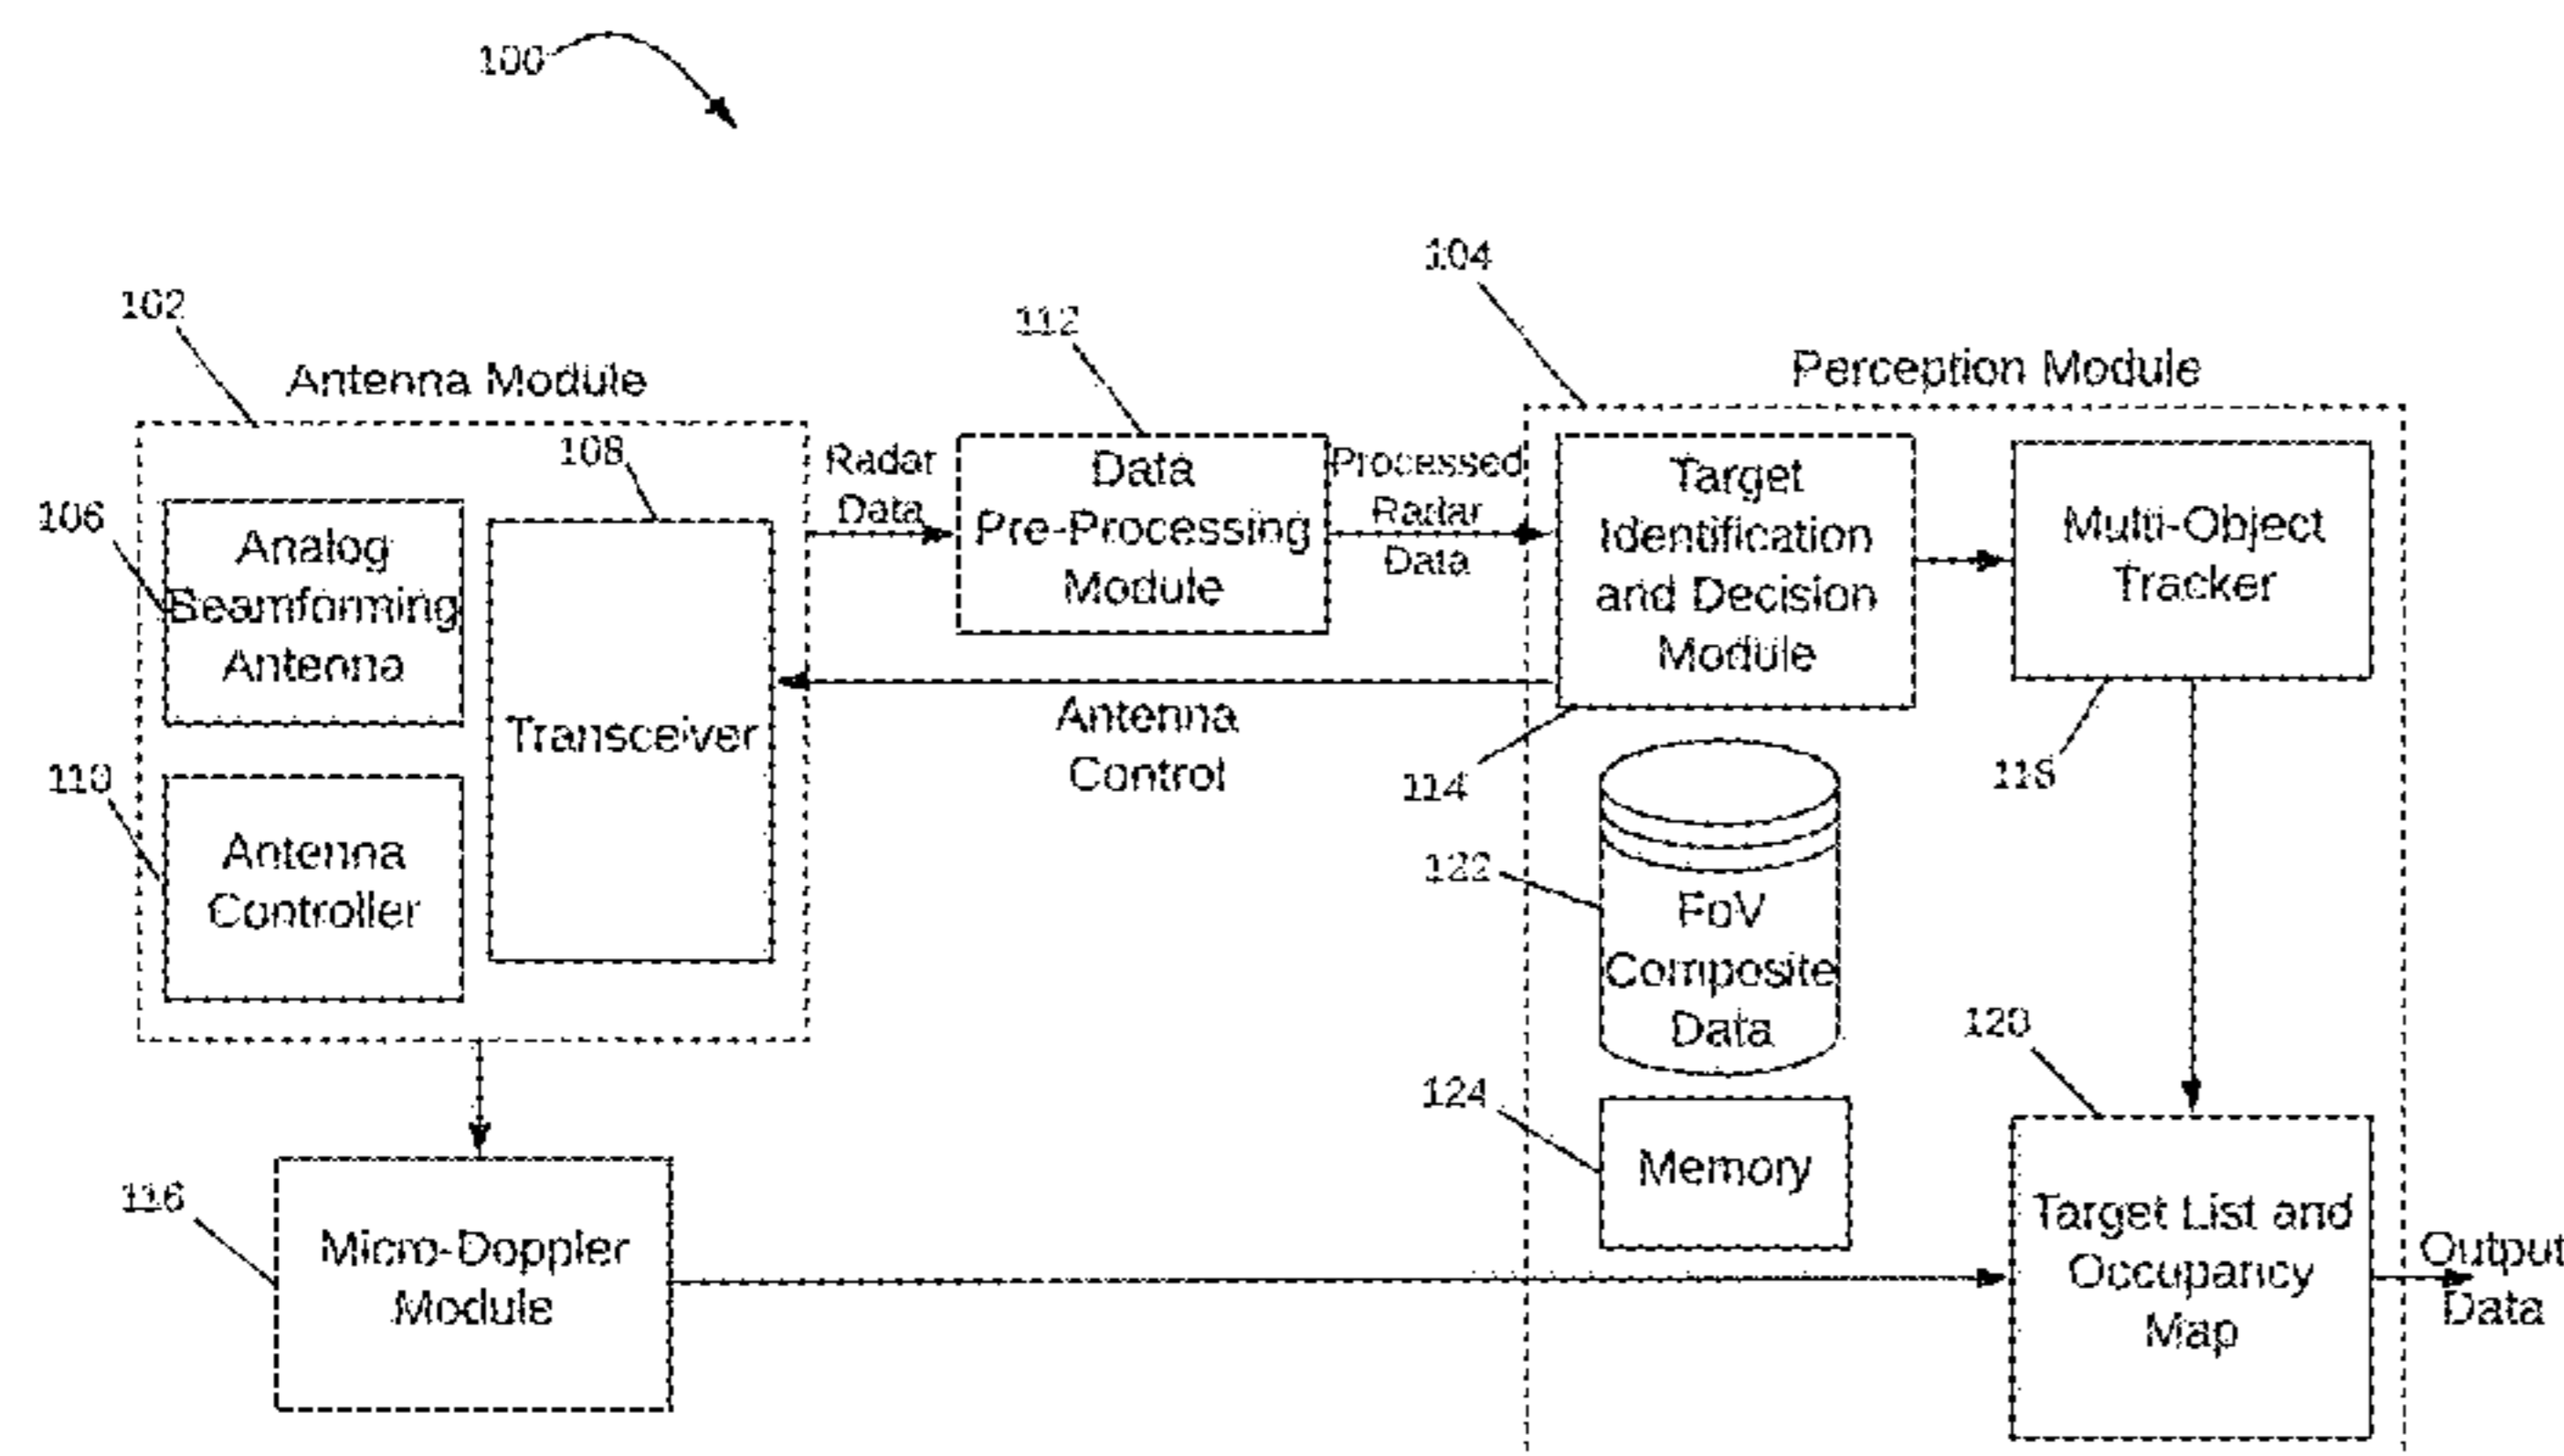 100
104
102
112
Antenna Module
Perception Module
108
106
Analog
Beamforming
Antenna
Transceiver
110
Antenna
Controller
Radar
Data
Data
Pre-Processing
Module
Processed
Radar
Data
Target
Identification
and Decision
Module
Multi-Object
Tracker
Antenna
Control
114
118
122
FoV
Composite
Data
124
Memory
120
116
Micro-Doppler
Module
Target List and
Occupancy
Map
Output
Data